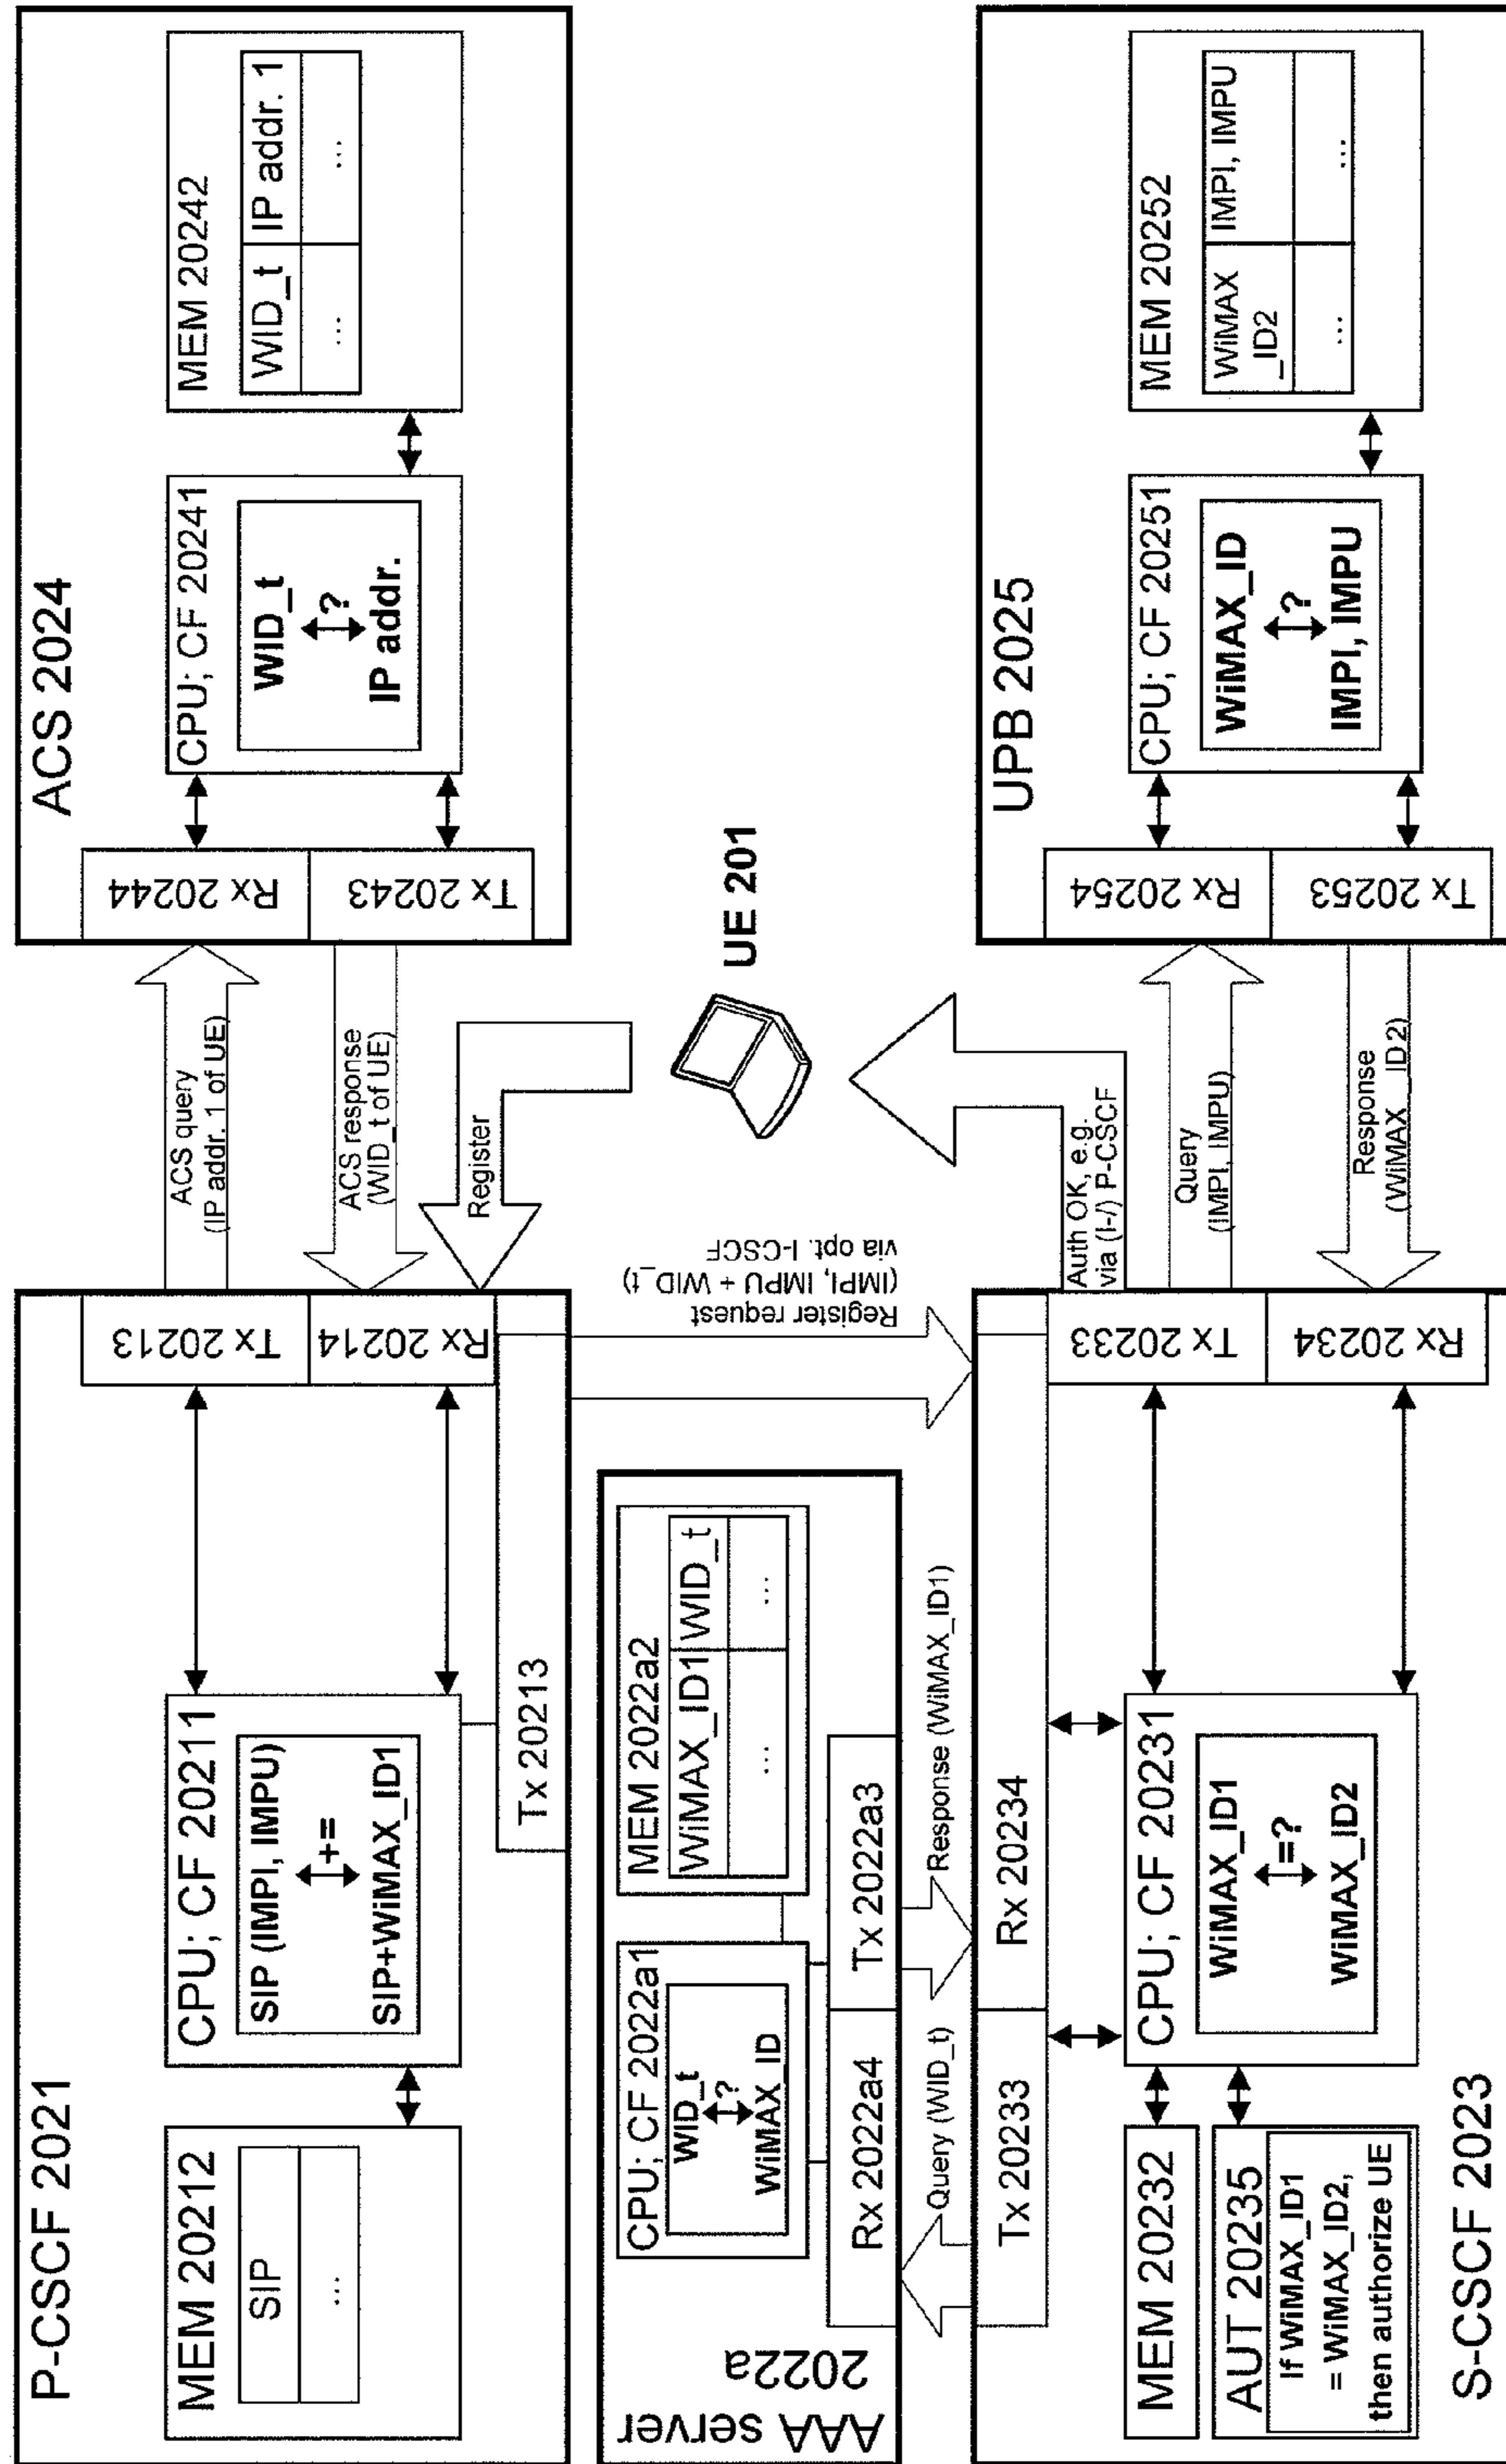 P-CSCF 2021
MEM 20212
SIP
...
CPU; CF 20211
SIP (IMPI, IMPU)
+=
SIP+WiMAX_ID1
Tx 20213
Rx 20214
Tx 20213
ACS query
(IP addr. 1 of UE)
ACS response
(WID_t of UE)
Register
ACS 2024
Rx 20244
Tx 20243
CPU; CF 20241
WID_t
?
IP addr.
MEM 20242
WID_t
IP addr. 1
...
...
UE 201
AAA server
2022a
CPU; CF 2022a1
WID_t
?
WiMAX_ID
MEM 2022a2
WiMAX_ID1
WID_t
...
...
Rx 2022a4
Tx 2022a3
Query (WID_t)
Response (WiMAX_ID1)
Register request
(IMPI, IMPU + WID_t)
via opt. I-CSCF
Auth OK, e.g.
via (I-/) P-CSCF
Tx 20233
Rx 20234
MEM 20232
AUT 20235
If WiMAX_ID1
= WiMAX_ID2,
then authorize UE
CPU; CF 20231
WiMAX_ID1
=?
WiMAX_ID2
Tx 20233
Rx 20234
S-CSCF 2023
Query
(IMPI, IMPU)
Response
(WiMAX_ID2)
UPB 2025
Rx 20254
Tx 20253
CPU; CF 20251
WiMAX_ID
?
IMPI, IMPU
MEM 20252
WiMAX
_ID2
IMPI, IMPU
...
...